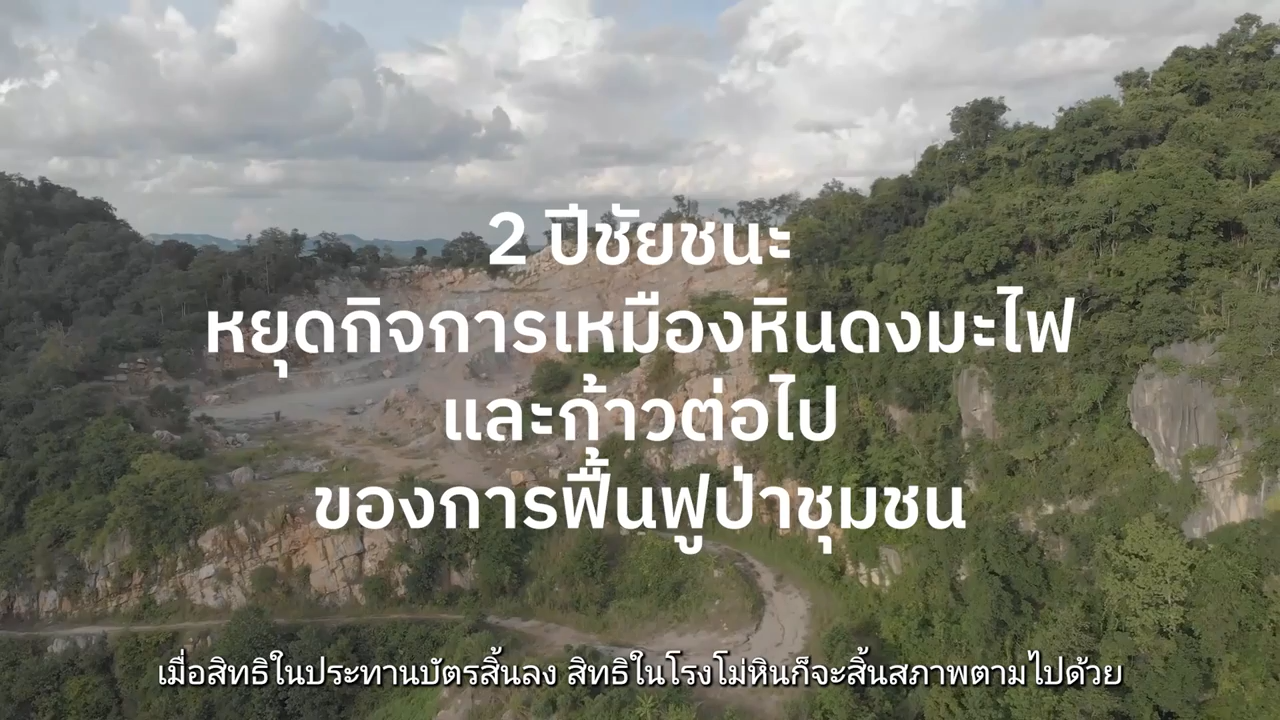 2 ปีชัยชนะ
หยุดกิจการเหมืองหินดงมะไฟ
และก้าวต่อไป
ของการฟื้นฟูป่าชุมชน
เมื่อสิทธิในประทานบัตรสิ้นลง สิทธิในโรงโม่หินก็จะสิ้นสภาพตามไปด้วย